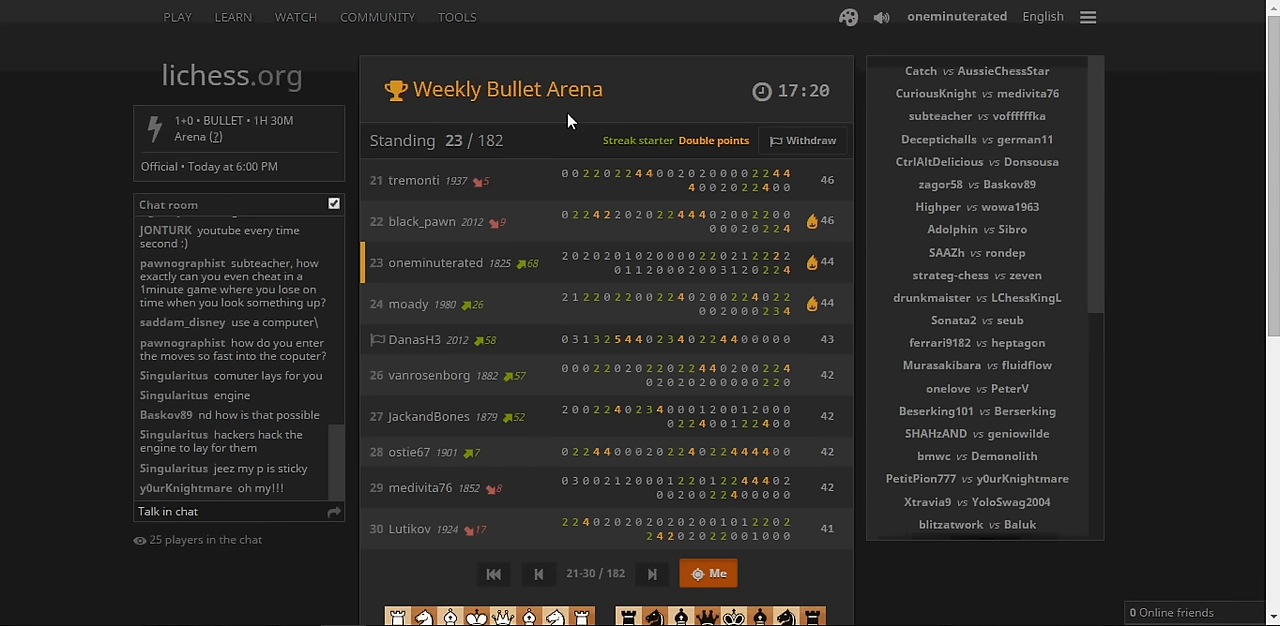 PLAY LEARN WATCH COMMUNITY TOOLS oneminuterated English
lichess.org
1+0 • BULLET • 1H 30M
Arena (?)
Official • Today at 6:00 PM
Chat room
JONTURK youtube every time
second :)
pawnographist subteacher, how
exactly can you even cheat in a
1minute game where you lose on
time when you look something up?
saddam_disney use a computer\
pawnographist how do you enter
the moves so fast into the coputer?
Singularitus comuter lays for you
Singularitus engine
Baskov89 nd how is that possible
Singularitus hackers hack the
engine to lay for them
Singularitus jeez my p is sticky
y0urKnightmare oh my!!!
Talk in chat
25 players in the chat
Weekly Bullet Arena 17:20
Standing 23 / 182 Streak starter Double points Withdraw
21 tremonti 1937 5 0 0 2 2 0 2 2 4 4 0 0 2 0 2 0 0 0 0 2 2 4 4 46
4 0 0 2 0 2 2 4 0 0
22 black_pawn 2012 9 0 2 2 4 2 2 0 2 0 2 2 4 4 4 0 2 0 0 2 2 0 0 46
0 0 0 2 0 2 2 4
23 oneminuterated 1825 68 2 0 2 0 2 0 1 0 2 0 0 0 0 2 2 0 2 1 2 2 2 2 44
0 1 1 2 0 0 0 2 0 0 3 1 2 0 2 2 4
24 moady 1980 26 2 1 2 2 0 2 2 0 0 2 2 4 0 2 0 0 2 2 4 0 2 2 44
0 0 2 0 0 0 2 3 4
DanasH3 2012 58 0 3 1 3 2 5 4 4 0 2 3 4 0 2 2 4 4 0 0 0 0 0 43
26 vanrosenborg 1882 57 0 0 0 2 2 0 2 0 2 2 0 2 2 4 4 0 2 0 0 2 2 4 42
0 2 0 2 0 2 0 0 0 0 0 2 2 0
27 JackandBones 1879 52 2 0 0 2 2 4 0 2 3 4 0 0 0 1 2 0 0 1 2 0 0 0 42
0 2 2 4 0 0 1 2 2 4 0 0
28 ostie67 1901 7 0 2 2 4 4 0 0 0 2 0 2 2 4 0 2 2 4 4 4 4 0 0 42
29 medivita76 1852 8 0 3 0 0 2 1 2 0 0 0 1 2 2 0 1 2 2 4 4 4 0 2 42
0 0 2 0 0 2 2 4 0 0 0 0 0
30 Lutikov 1924 17 2 2 4 0 2 0 2 0 2 0 2 0 2 0 0 1 0 1 2 2 0 2 41
2 4 2 0 2 0 2 2 0 0 1 0 0 0
21-30 / 182 Me
Catch vs AussieChessStar
CuriousKnight vs medivita76
subteacher vs voffffffka
Deceptichalls vs german11
CtrlAltDelicious vs Donsousa
zagor58 vs Baskov89
Highper vs wowa1963
Adolphin vs Sibro
SAAZh vs rondep
strateg-chess vs zeven
drunkmaister vs LChessKingL
Sonata2 vs seub
ferrari9182 vs heptagon
Murasakibara vs fluidflow
onelove vs PeterV
Beserking101 vs Berserking
SHAHzAND vs geniowilde
bmwc vs Demonolith
PetitPion777 vs y0urKnightmare
Xtravia9 vs YoloSwag2004
blitzatwork vs Baluk
0 Online friends